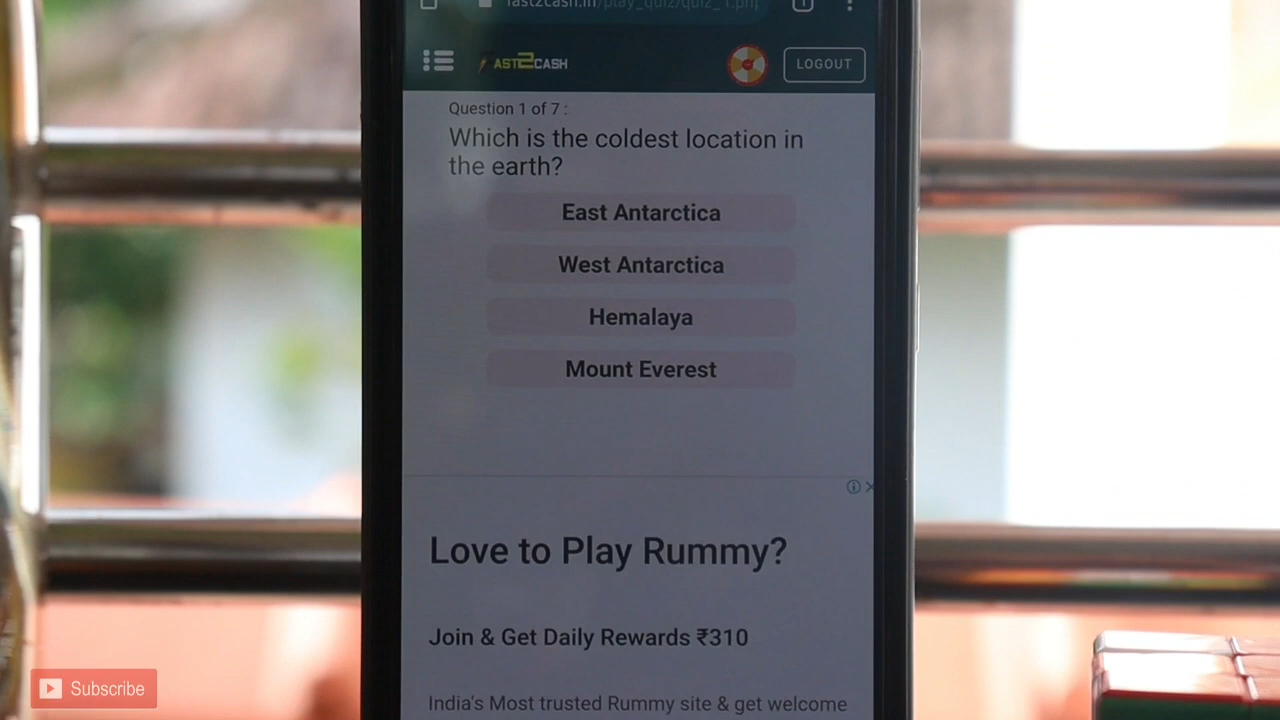 fast2cash.in/play_quiz/quiz_1.php
AST2CASH
LOGOUT
Question 1 of 7 :
Which is the coldest location in
the earth?
East Antarctica
West Antarctica
Hemalaya
Mount Everest
Love to Play Rummy?
Join & Get Daily Rewards ₹310
India's Most trusted Rummy site & get welcome
Subscribe